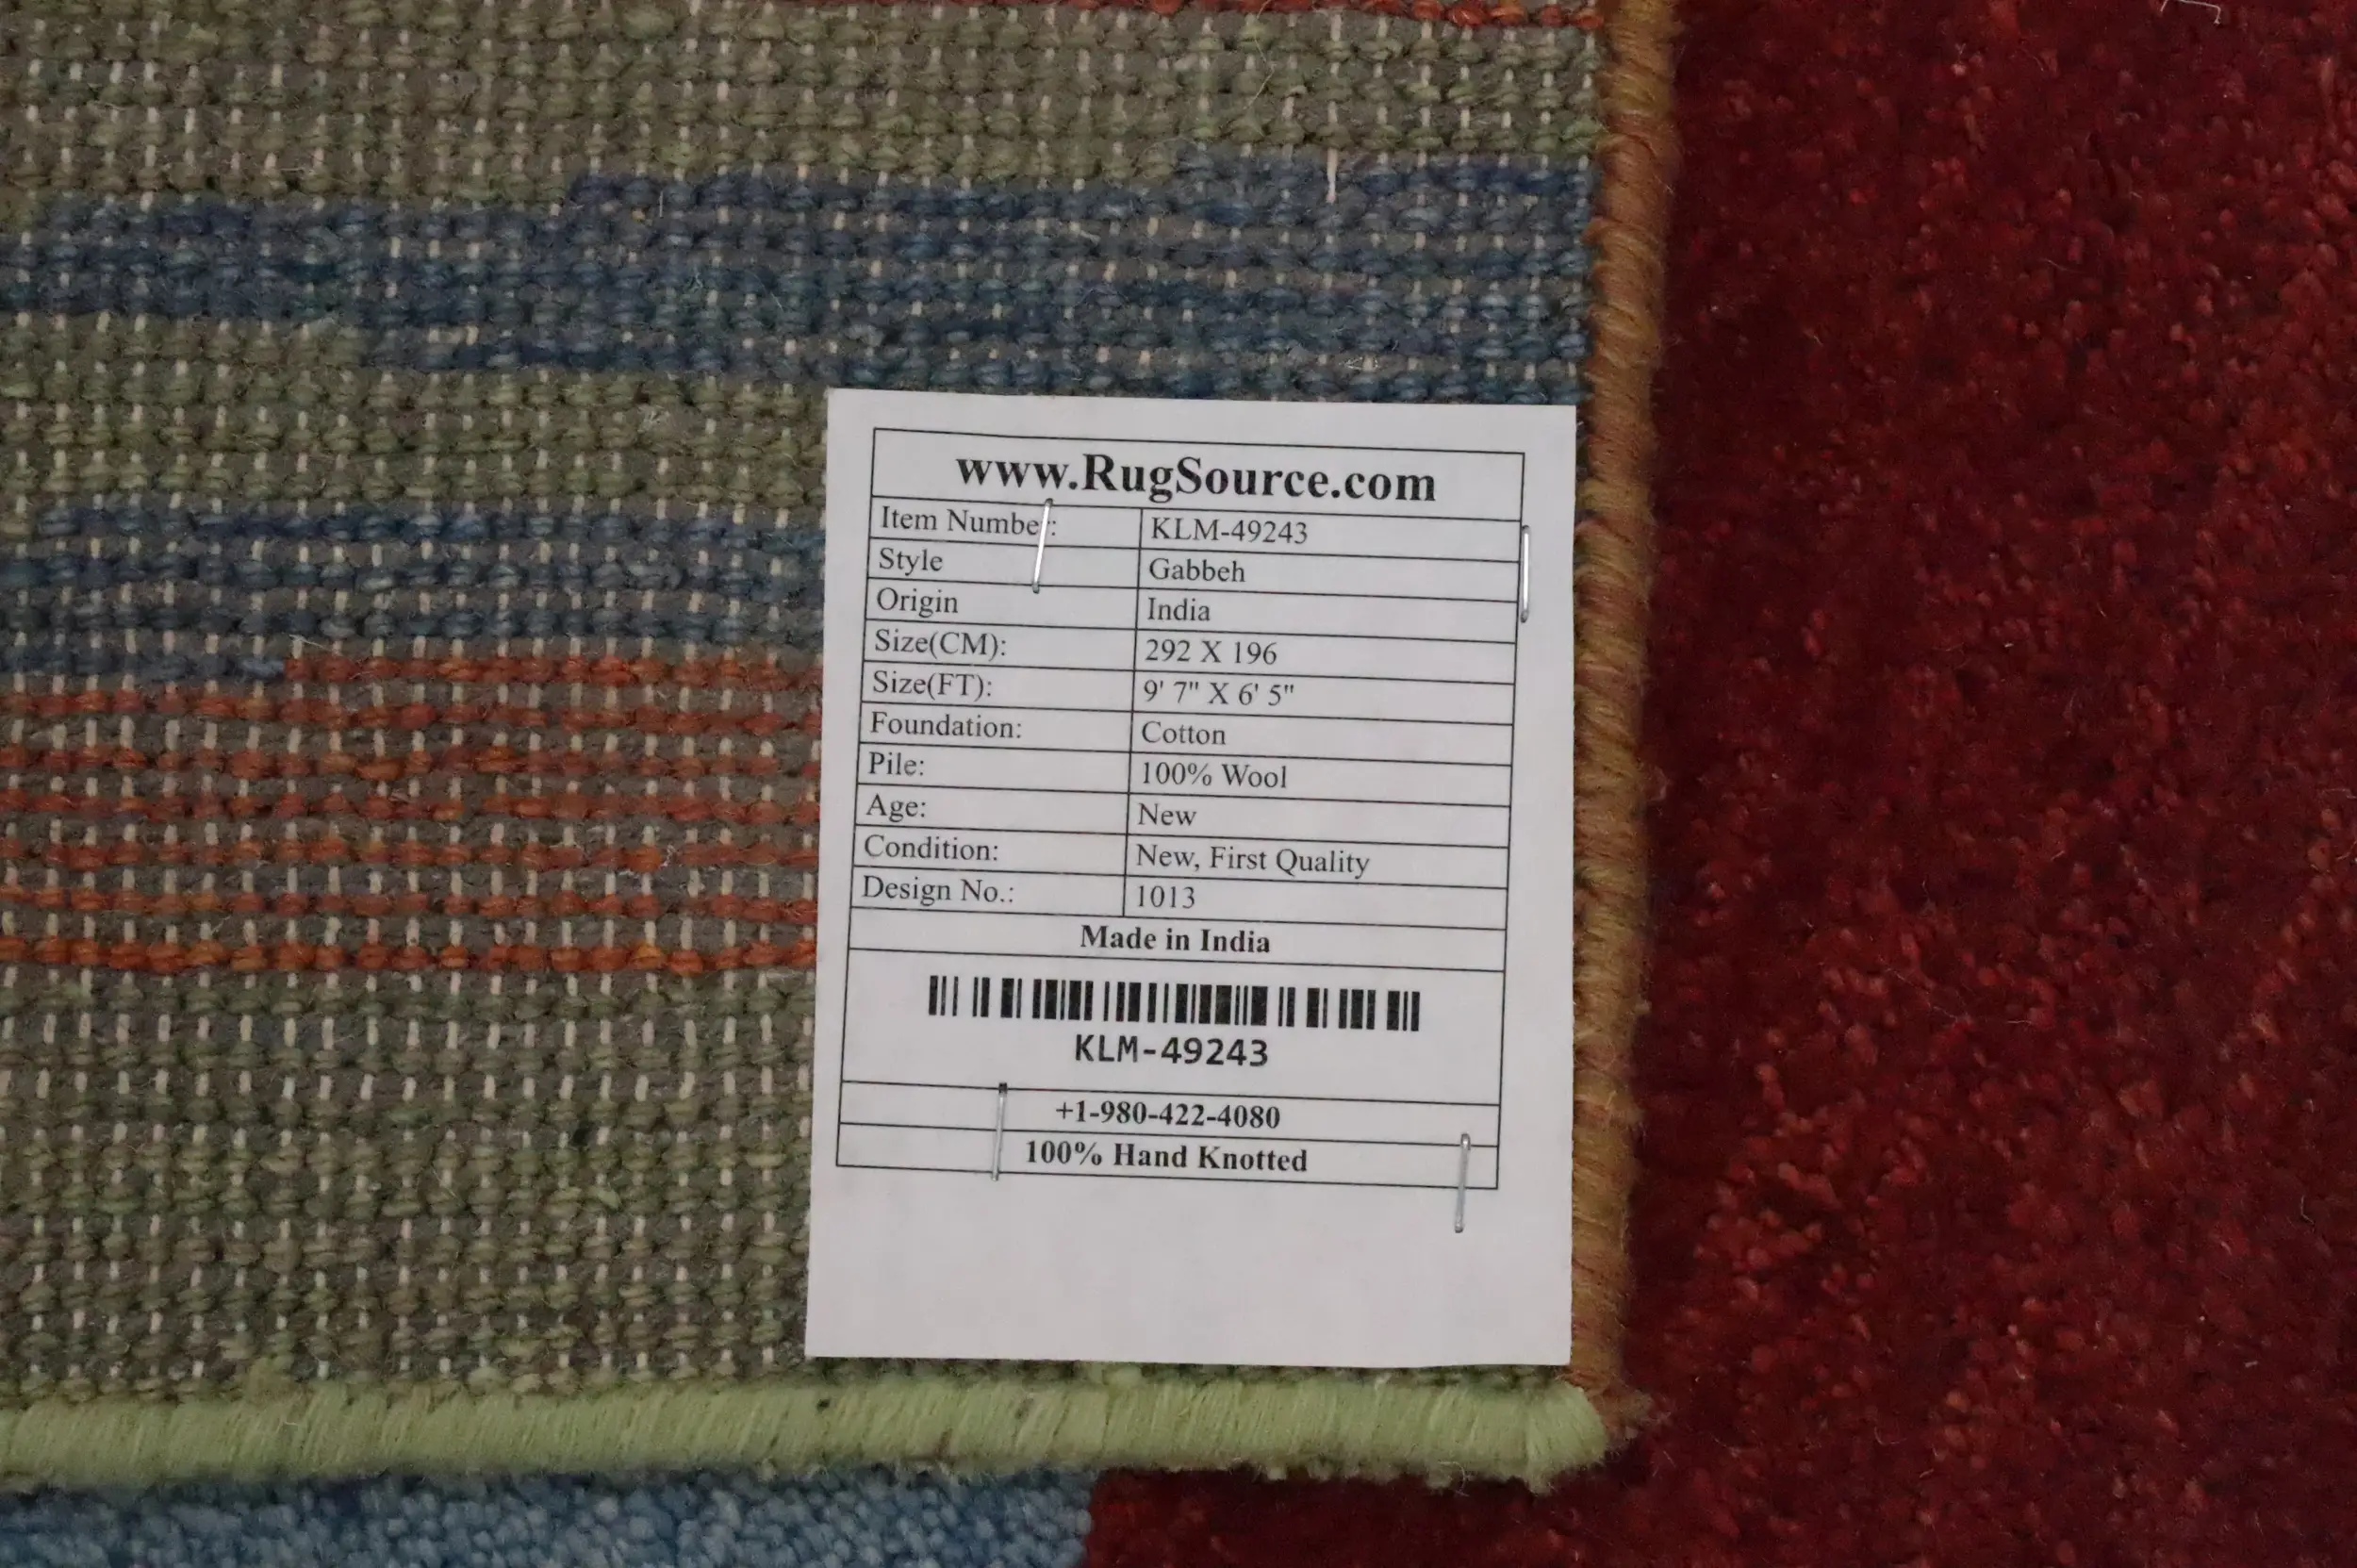 www.RugSource.com
Item Number: KLM-49243
Style Gabbeh
Origin India
Size(CM): 292 X 196
Size(FT): 9' 7" X 6' 5"
Foundation: Cotton
Pile: 100% Wool
Age: New
Condition: New, First Quality
Design No.: 1013
Made in India
KLM-49243
+1-980-422-4080
100% Hand Knotted